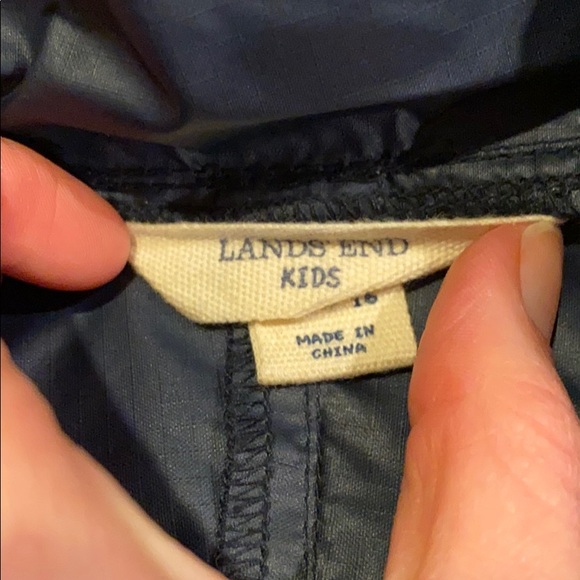 LANDS' END
KIDS
16
MADE IN
CHINA